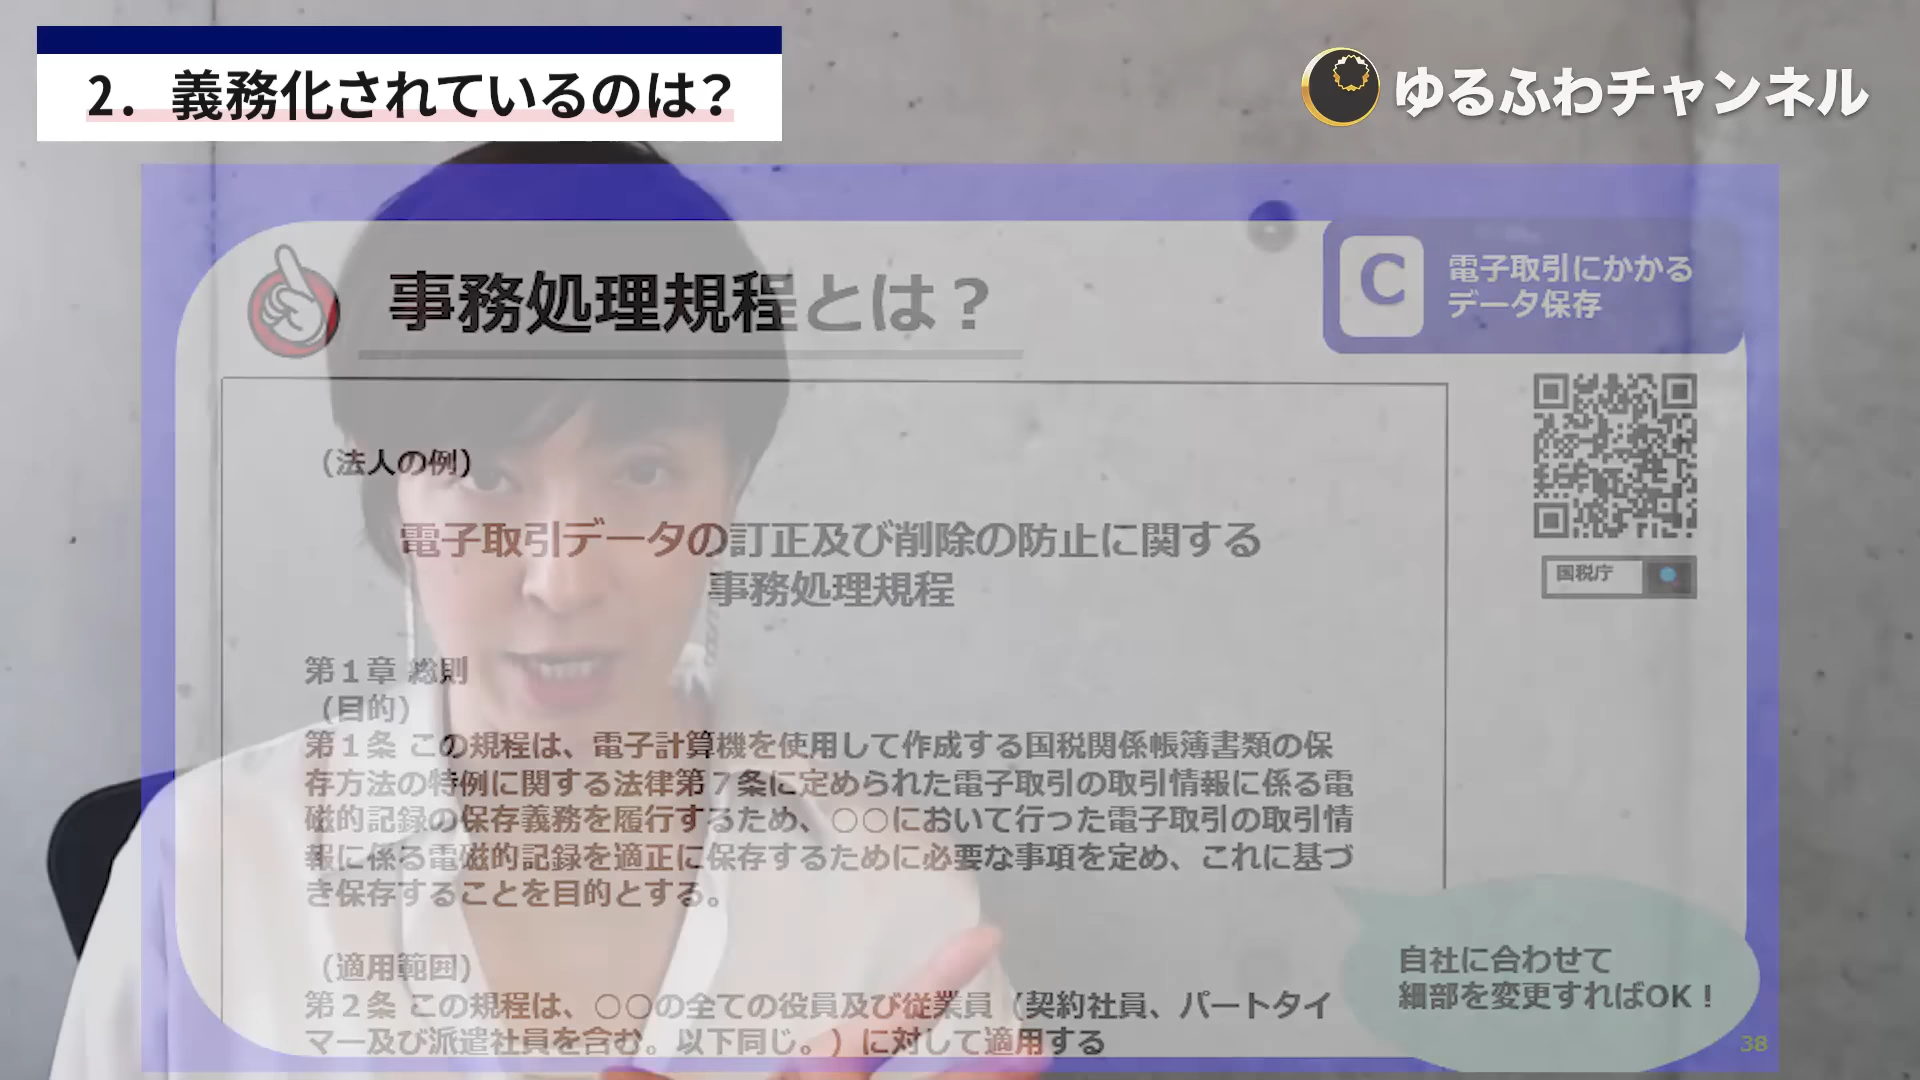 2. 義務化されているのは?
ゆるふわチャンネル
事務処理規程とは?
C
電子取引にかかる
データ保存
(法人の例)
電子取引データの訂正及び削除の防止に関する
事務処理規程
国税庁
第1章 総則
(目的)
第1条 この規程は、電子計算機を使用して作成する国税関係帳簿書類の保
存方法の特例に関する法律第7条に定められた電子取引の取引情報に係る電
磁的記録の保存義務を履行するため、○○において行った電子取引の取引情
報に係る電磁的記録を適正に保存するために必要な事項を定め、これに基づ
き保存することを目的とする。
(適用範囲)
第2条 この規程は、○○の全ての役員及び従業員(契約社員、パートタイ
マー及び派遣社員を含む。以下同じ。)に対して適用する
自社に合わせて
細部を変更すればOK!
38